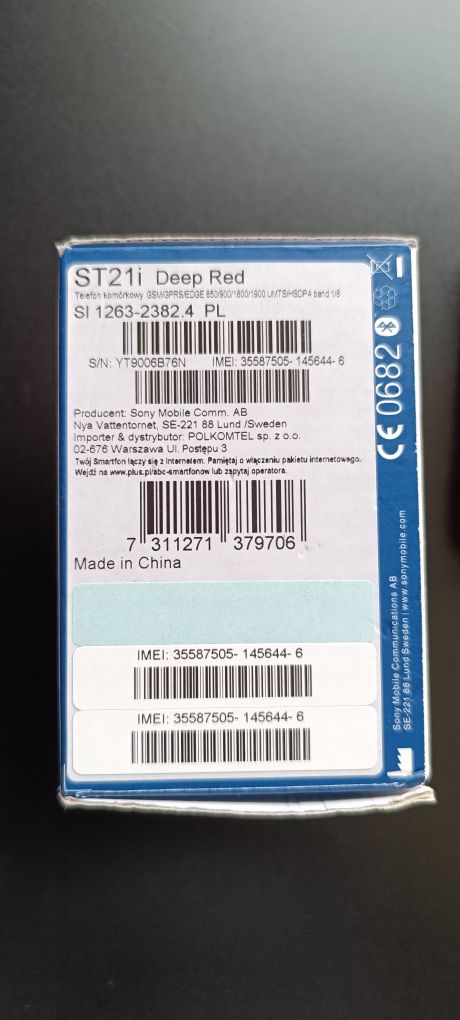 ST21i Deep Red
Telefon komórkowy GSM/GPRS/EDGE 850/900/1800/1900 UMTS/HSDPA band 1/8
SI 1263-2382.4 PL
S/N: YT9006B76N IMEI: 35587505- 145644- 6
Producent: Sony Mobile Comm. AB
Nya Vattentornet, SE-221 88 Lund /Sweden
Importer & dystrybutor: POLKOMTEL sp. z o.o.
02-676 Warszawa Ul. Postępu 3
Twój Smartfon łączy się z Internetem. Pamiętaj o włączeniu pakietu internetowego.
Wejdź na www.plus.pl/abc-smartfonow lub zapytaj operatora.
7 311271 379706
Made in China
IMEI: 35587505- 145644- 6
IMEI: 35587505- 145644- 6
CE 0682
Sony Mobile Communications AB
SE-221 88 Lund Sweden | www.sonymobile.com